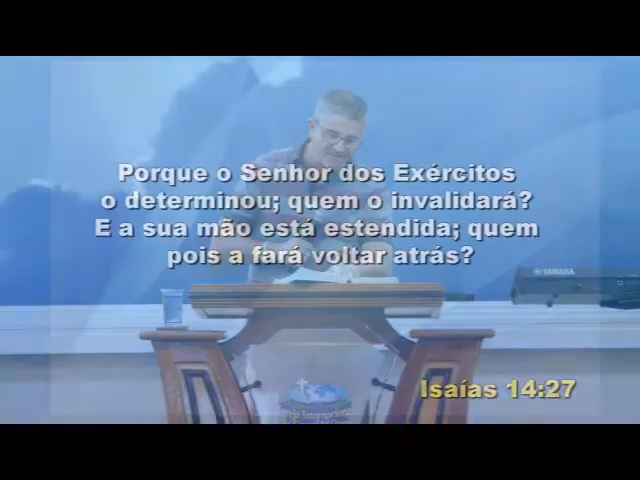 Porque o Senhor dos Exércitos
o determinou; quem o invalidará?
E a sua mão está estendida; quem
pois a fará voltar atrás?
YAMAHA
Isaías 14:27